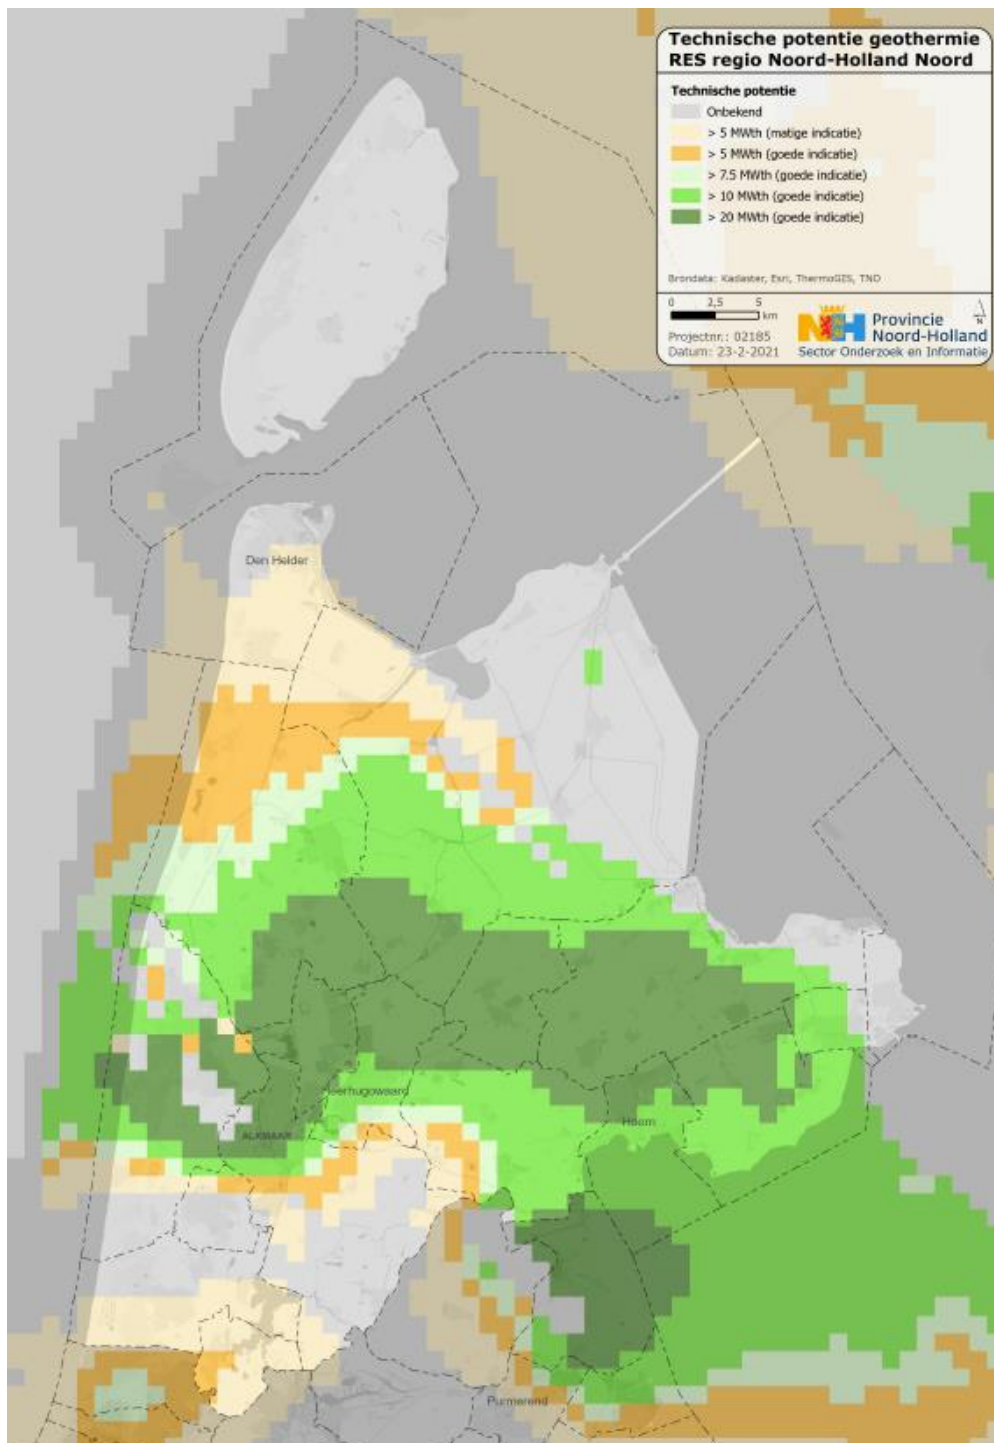 Technische potentie geothermie
RES regio Noord-Holland Noord
Technische potentie
Onbekend
> 5 MWth (matige indicatie)
> 5 MWth (goede indicatie)
> 7.5 MWth (goede indicatie)
> 10 MWth (goede indicatie)
> 20 MWth (goede indicatie)
Brondata: Kadaster, Esri, ThermoGIS, TNO
0 2,5 5
km
N
Projectnr.: 02185
Datum: 23-2-2021
Provincie
Noord-Holland
Sector Onderzoek en Informatie
Den Helder
Heerhugowaard
Hoorn
ALKMAAR
Purmerend